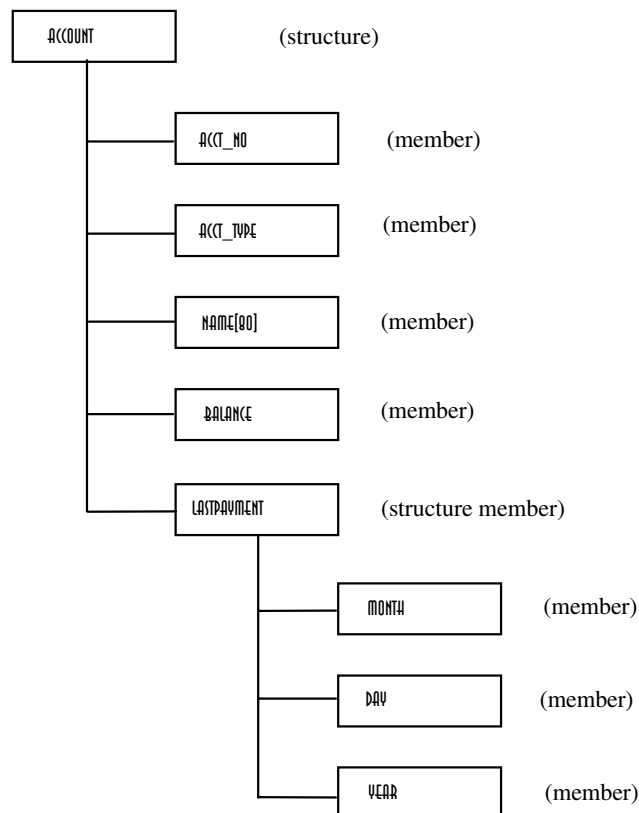 ACCOUNT (structure)
ACCT_NO (member)
ACCT_TYPE (member)
NAME[80] (member)
BALANCE (member)
LASTPAYMENT (structure member)
MONTH (member)
DAY (member)
YEAR (member)